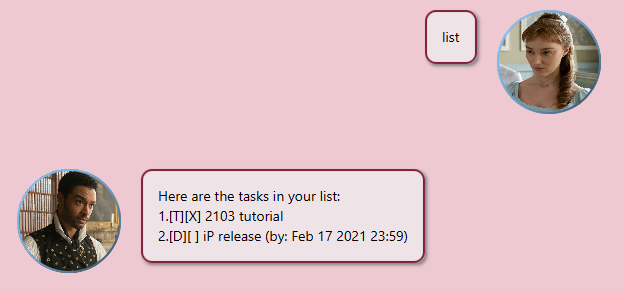 list
Here are the tasks in your list:
1.[T][X] 2103 tutorial
2.[D][ ] iP release (by: Feb 17 2021 23:59)